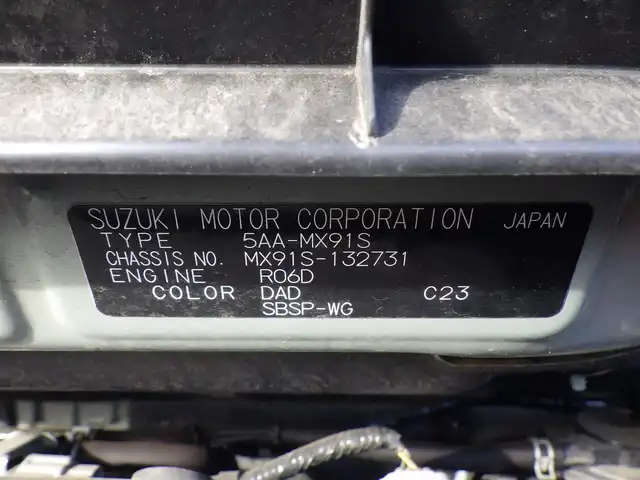 SUZUKI MOTOR CORPORATION JAPAN
TYPE 5AA-MX91S
CHASSIS NO. MX91S-132731
ENGINE R06D
COLOR DAD C23
SBSP-WG